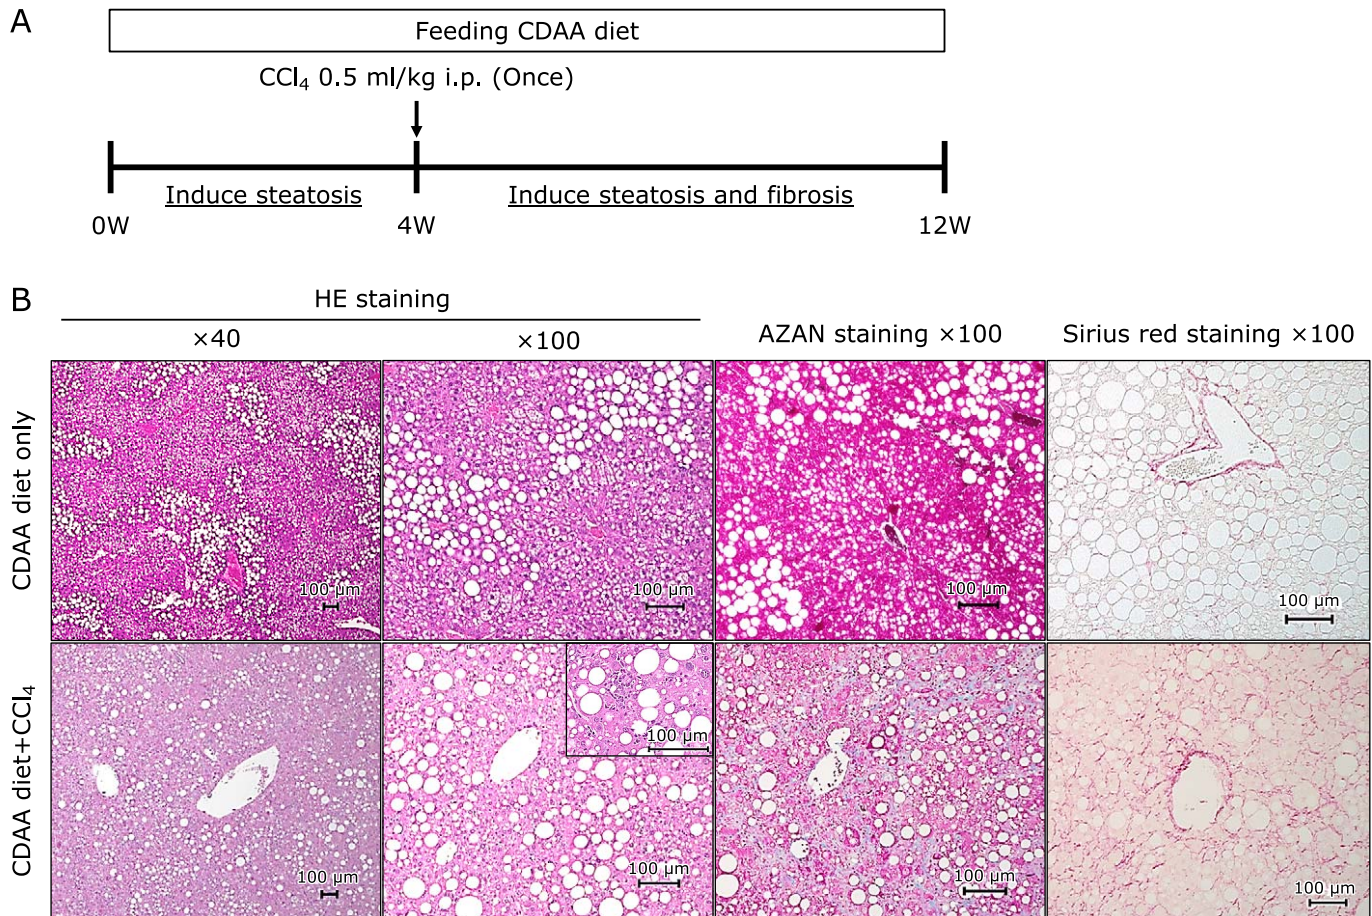 A
Feeding CDAA diet
CCl₄ 0.5 ml/kg i.p. (Once)
Induce steatosis
Induce steatosis and fibrosis
0W
4W
12W
B
HE staining
×40
×100
AZAN staining ×100
Sirius red staining ×100
CDAA diet only
100 µm
100 µm
100 µm
100 µm
CDAA diet+CCl₄
100 µm
100 µm
100 µm
100 µm
100 µm